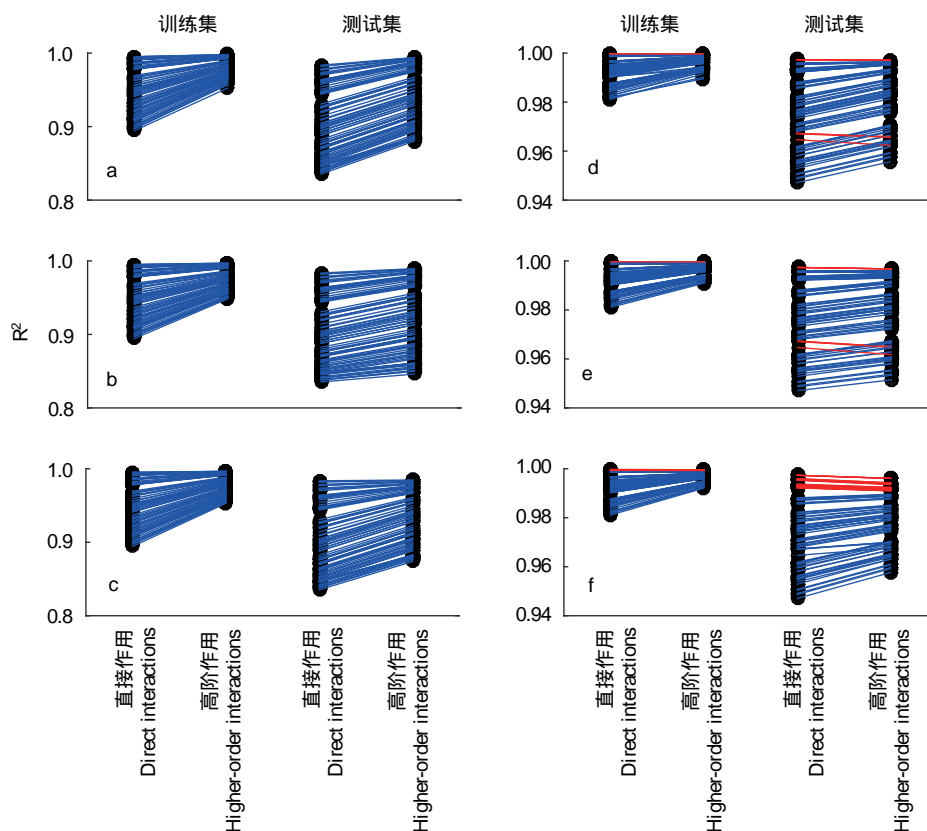 训练集
测试集
训练集
测试集
1.0
0.9
0.8
a
1.00
0.98
0.96
0.94
d
1.0
0.9
0.8
b
1.00
0.98
0.96
0.94
e
R²
1.0
0.9
0.8
c
1.00
0.98
0.96
0.94
f
直接作用
Direct interactions
高阶作用
Higher-order interactions
直接作用
Direct interactions
高阶作用
Higher-order interactions
直接作用
Direct interactions
高阶作用
Higher-order interactions
直接作用
Direct interactions
高阶作用
Higher-order interactions